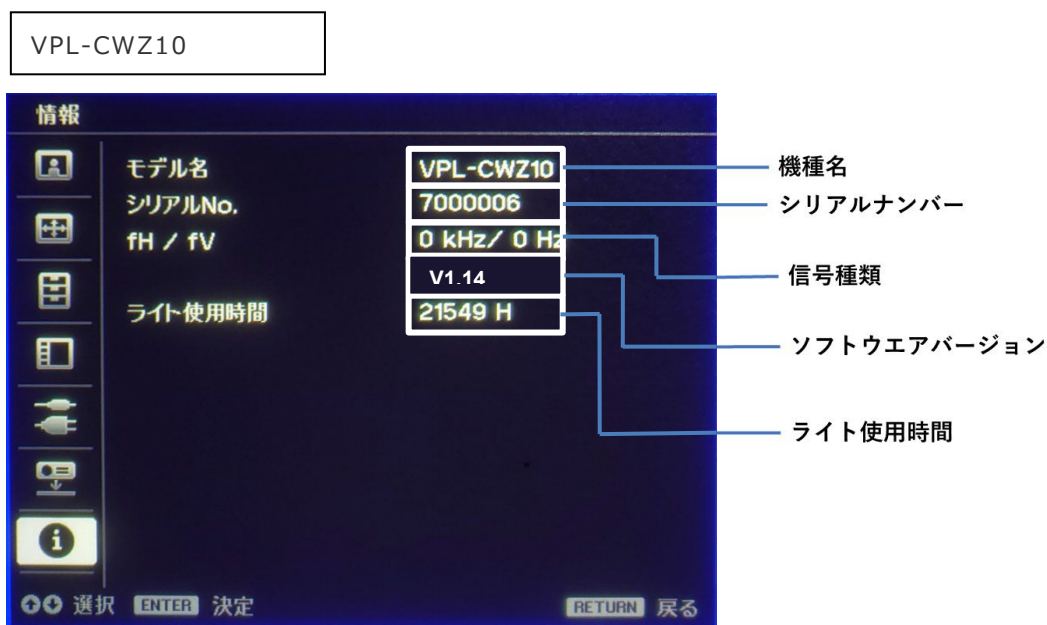 VPL-CWZ10
情報
モデル名 VPL-CWZ10 機種名
シリアルNo. 7000006 シリアルナンバー
fH / fV 0 kHz/ 0 Hz 信号種類
V1.14 ソフトウエアバージョン
ライト使用時間 21549 H ライト使用時間
選択 ENTER 決定 RETURN 戻る